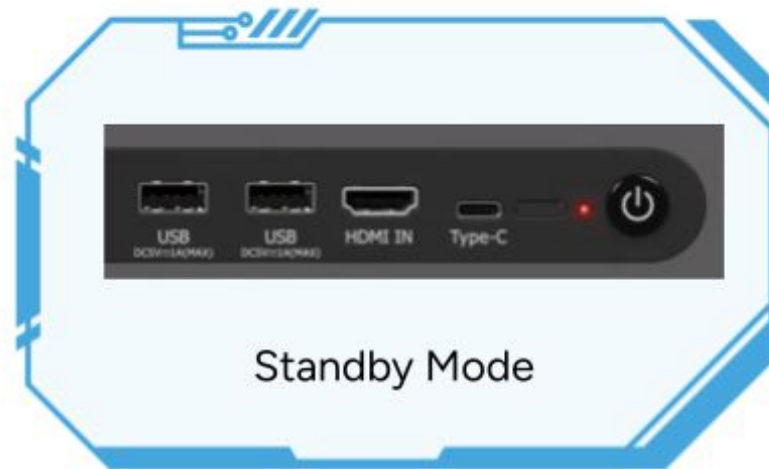 USB
DC5V⎓1A(MAX)
USB
DC5V⎓1A(MAX)
HDMI IN
Type-C
Standby Mode